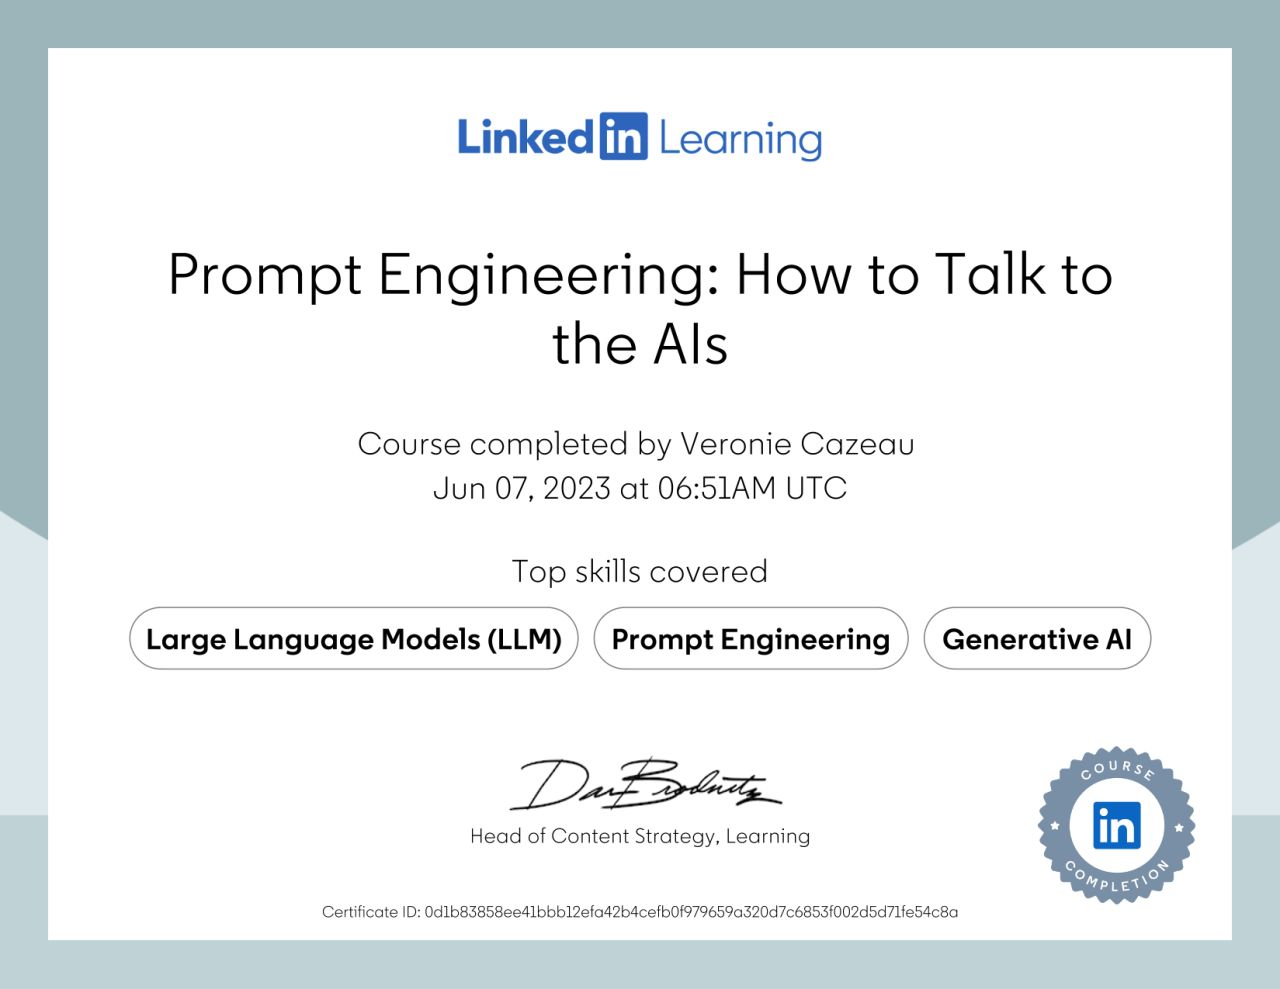 Linked in Learning
Prompt Engineering: How to Talk to
the AIs
Course completed by Veronie Cazeau
Jun 07, 2023 at 06:51AM UTC
Top skills covered
Large Language Models (LLM) Prompt Engineering Generative AI
Head of Content Strategy, Learning
COURSE
in
COMPLETION
Certificate ID: 0d1b83858ee41bbb12efa42b4cefb0f979659a320d7c6853f002d5d71fe54c8a